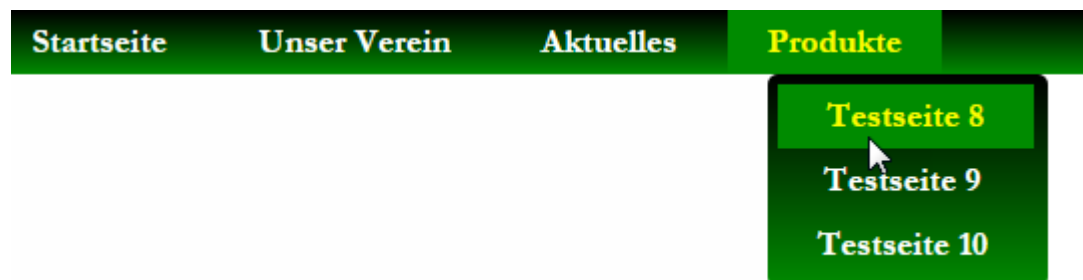 Startseite Unser Verein Aktuelles Produkte
Testseite 8
Testseite 9
Testseite 10